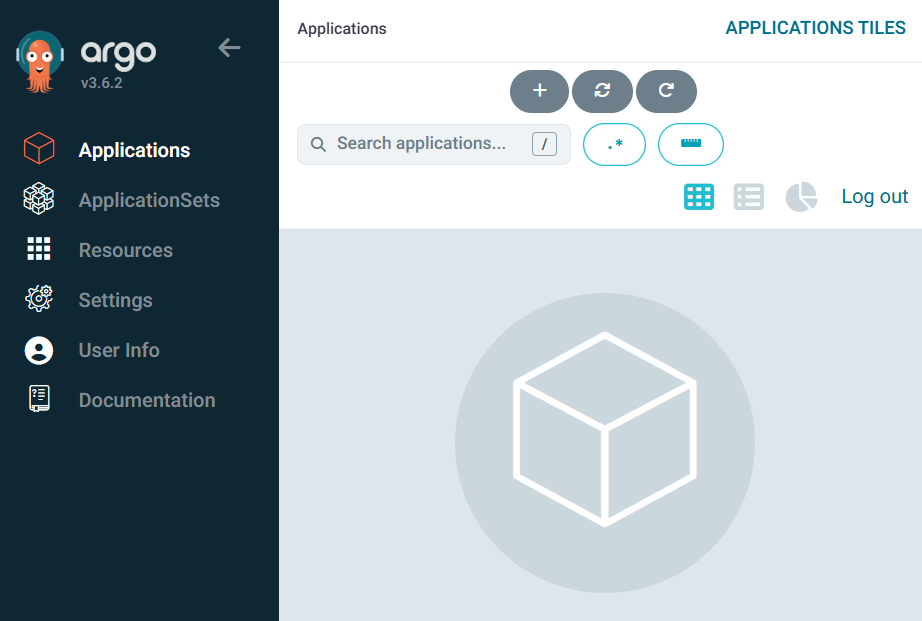 argo
v3.6.2
Applications
ApplicationSets
Resources
Settings
User Info
Documentation
Applications
APPLICATIONS TILES
+
Search applications... /
.*
Log out